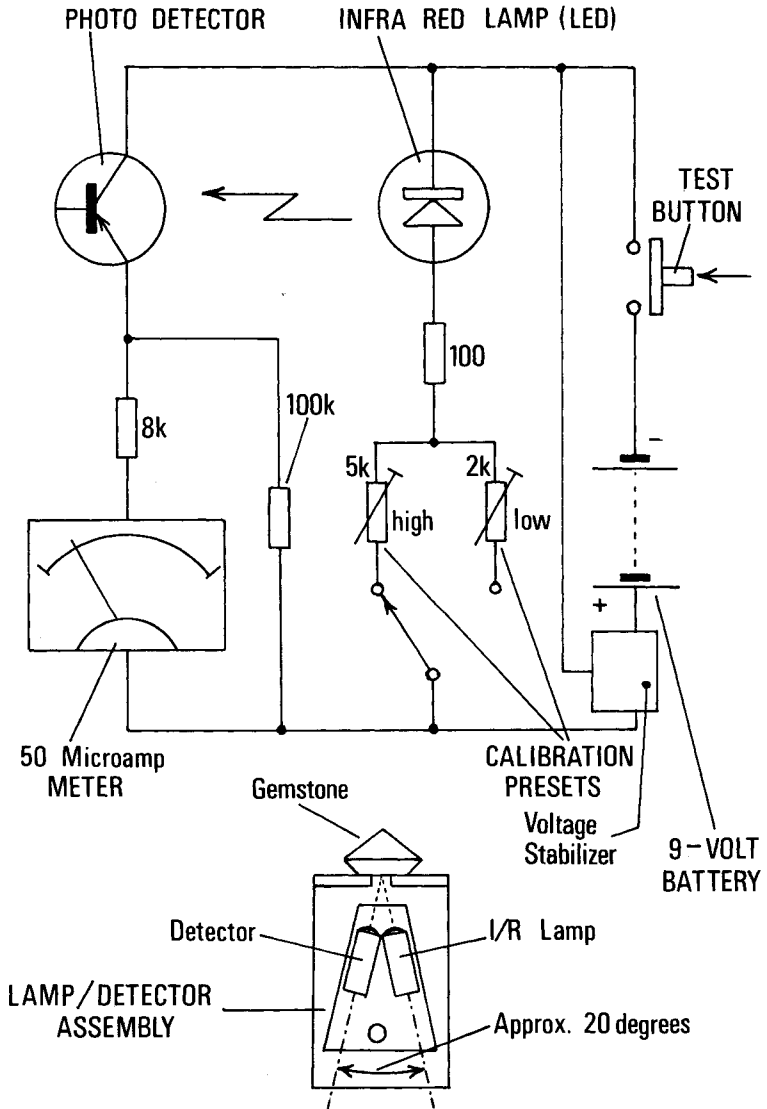 PHOTO DETECTOR
INFRA RED LAMP (LED)
TEST
BUTTON
100
100k
8k
5k
2k
high
low
-
+
50 Microamp
METER
CALIBRATION
PRESETS
Voltage
Stabilizer
9-VOLT
BATTERY
Gemstone
Detector
I/R Lamp
LAMP/DETECTOR
ASSEMBLY
Approx. 20 degrees